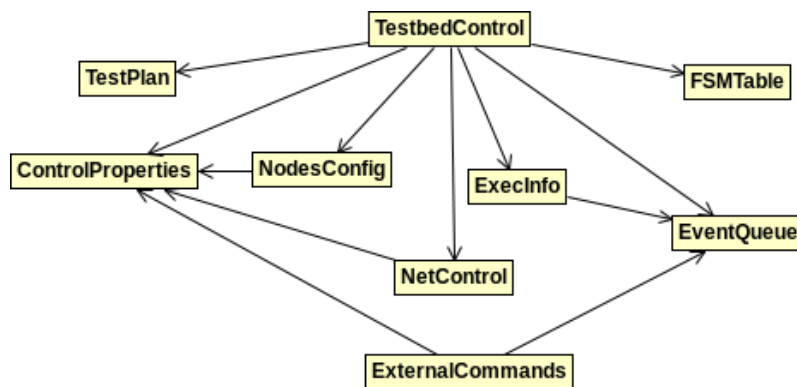 TestbedControl
TestPlan
FSMTable
ControlProperties
NodesConfig
ExecInfo
EventQueue
NetControl
ExternalCommands